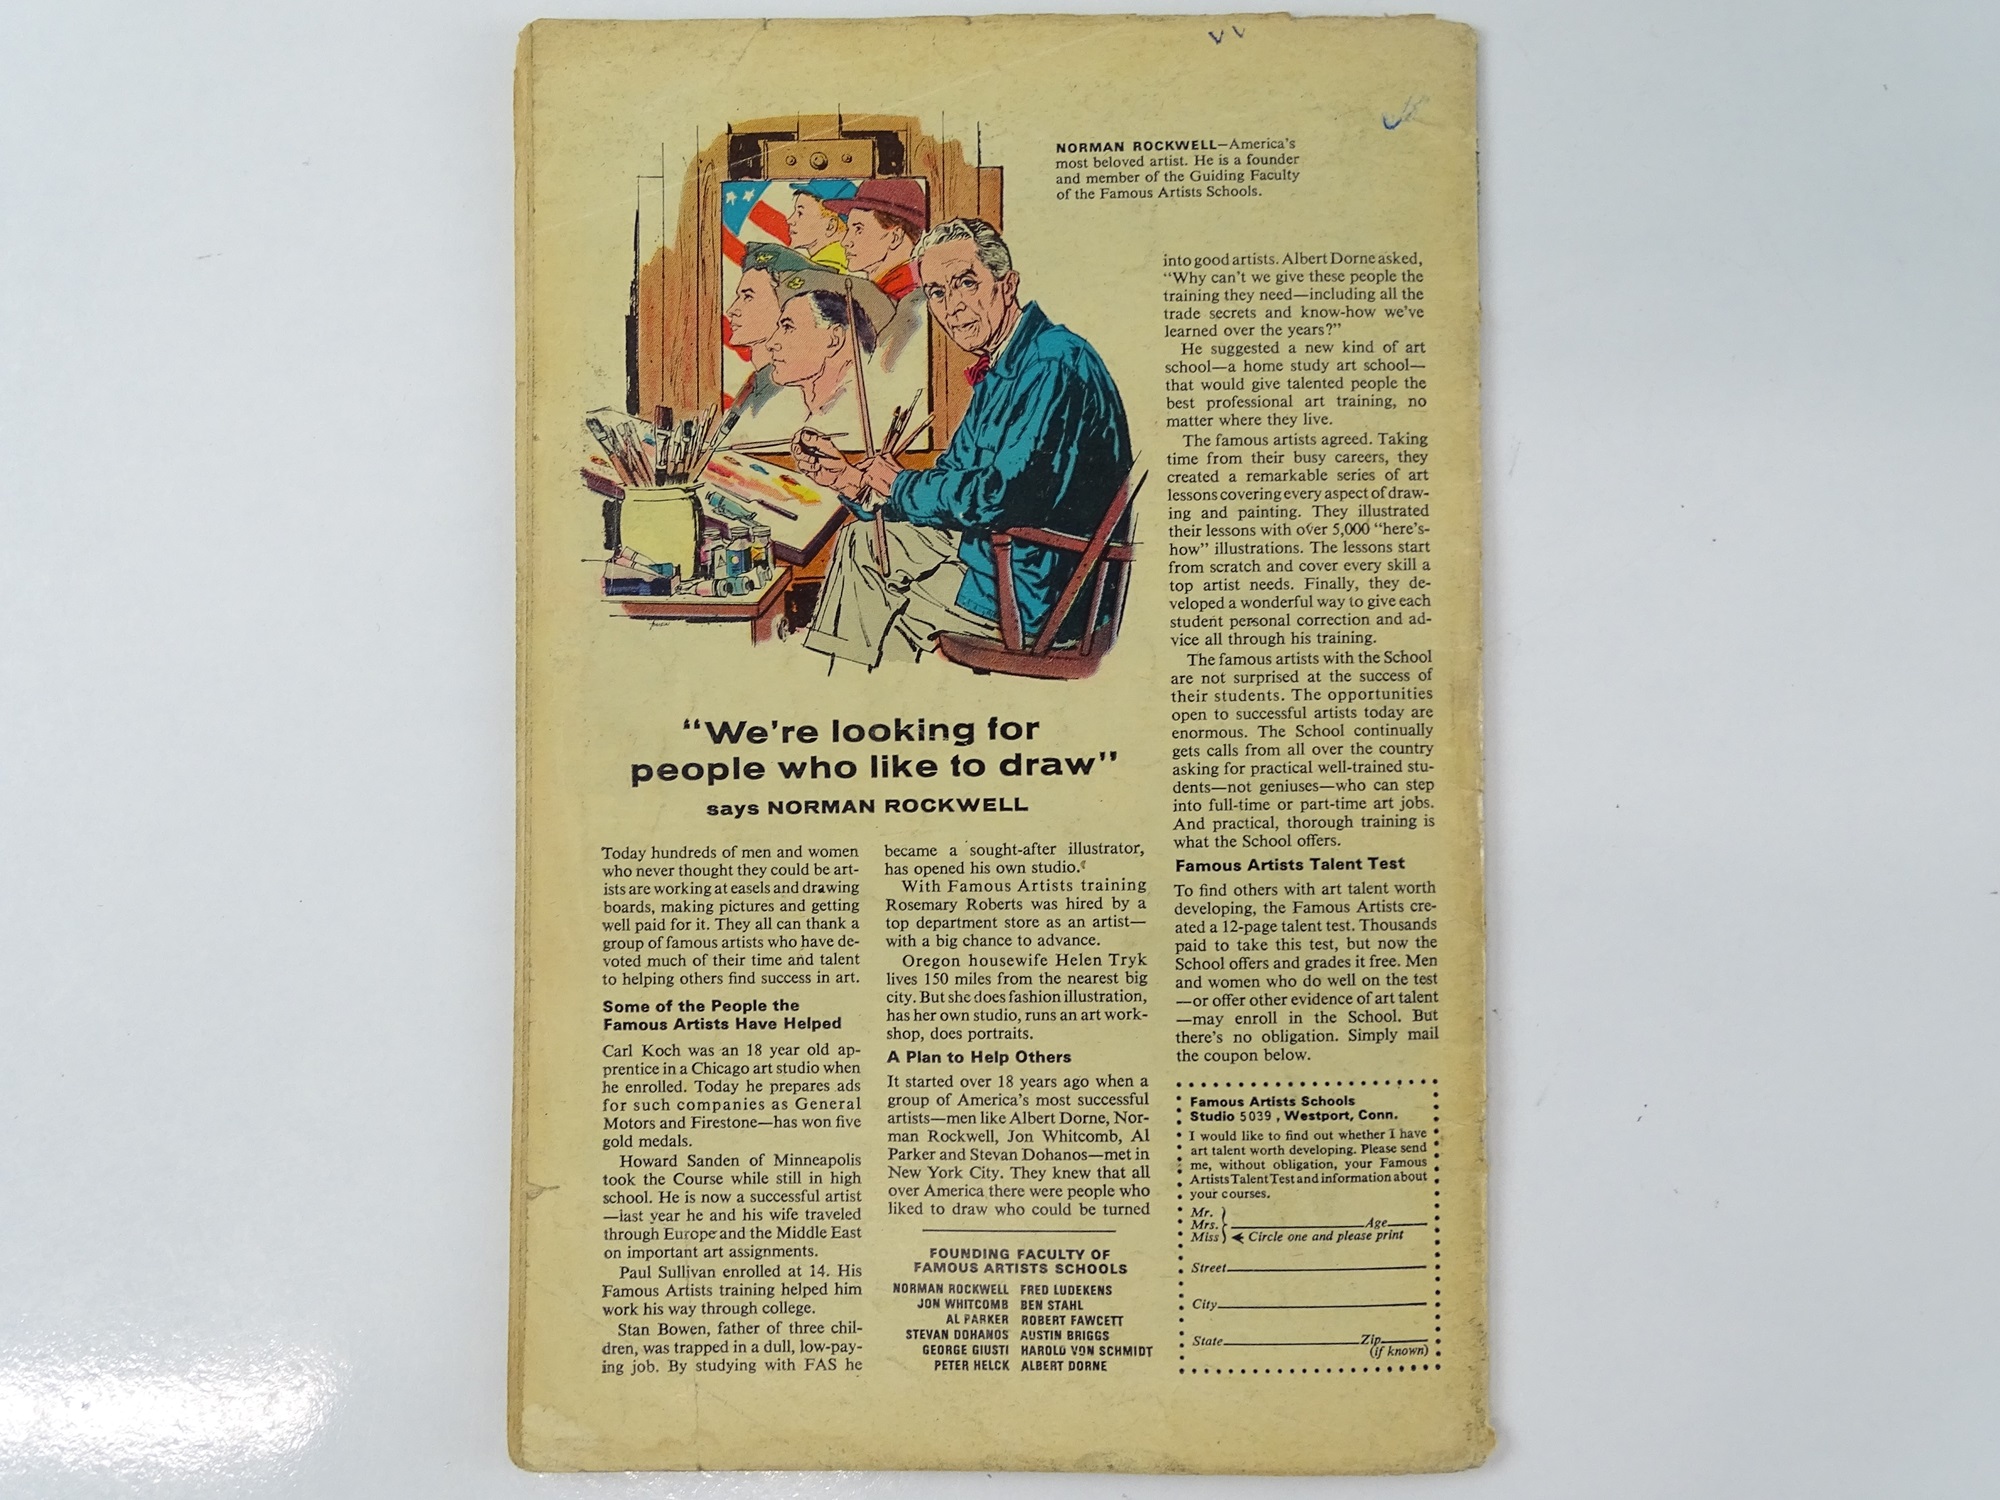 NORMAN ROCKWELL—America's
most beloved artist. He is a founder
and member of the Guiding Faculty
of the Famous Artists Schools.
"We're looking for
people who like to draw"
says NORMAN ROCKWELL
Today hundreds of men and women
who never thought they could be art-
ists are working at easels and drawing
boards, making pictures and getting
well paid for it. They all can thank a
group of famous artists who have de-
voted much of their time and talent
to helping others find success in art.
Some of the People the
Famous Artists Have Helped
Carl Koch was an 18 year old ap-
prentice in a Chicago art studio when
he enrolled. Today he prepares ads
for such companies as General
Motors and Firestone—has won five
gold medals.
Howard Sanden of Minneapolis
took the Course while still in high
school. He is now a successful artist
—last year he and his wife traveled
through Europe and the Middle East
on important art assignments.
Paul Sullivan enrolled at 14. His
Famous Artists training helped him
work his way through college.
Stan Bowen, father of three chil-
dren, was trapped in a dull, low-pay-
ing job. By studying with FAS he
became a sought-after illustrator,
has opened his own studio.
With Famous Artists training
Rosemary Roberts was hired by a
top department store as an artist—
with a big chance to advance.
Oregon housewife Helen Tryk
lives 150 miles from the nearest big
city. But she does fashion illustration,
has her own studio, runs an art work-
shop, does portraits.
A Plan to Help Others
It started over 18 years ago when a
group of America's most successful
artists—men like Albert Dorne, Nor-
man Rockwell, Jon Whitcomb, Al
Parker and Stevan Dohanos—met in
New York City. They knew that all
over America there were people who
liked to draw who could be turned
FOUNDING FACULTY OF
FAMOUS ARTISTS SCHOOLS
NORMAN ROCKWELL FRED LUDEKENS
JON WHITCOMB BEN STAHL
AL PARKER ROBERT FAWCETT
STEVAN DOHANOS AUSTIN BRIGGS
GEORGE GIUSTI HAROLD VON SCHMIDT
PETER HELCK ALBERT DORNE
into good artists. Albert Dorne asked,
"Why can't we give these people the
training they need—including all the
trade secrets and know-how we've
learned over the years?"
He suggested a new kind of art
school—a home study art school—
that would give talented people the
best professional art training, no
matter where they live.
The famous artists agreed. Taking
time from their busy careers, they
created a remarkable series of art
lessons covering every aspect of draw-
ing and painting. They illustrated
their lessons with over 5,000 "here's-
how" illustrations. The lessons start
from scratch and cover every skill a
top artist needs. Finally, they de-
veloped a wonderful way to give each
student personal correction and ad-
vice all through his training.
The famous artists with the School
are not surprised at the success of
their students. The opportunities
open to successful artists today are
enormous. The School continually
gets calls from all over the country
asking for practical well-trained stu-
dents—not geniuses—who can step
into full-time or part-time art jobs.
And practical, thorough training is
what the School offers.
Famous Artists Talent Test
To find others with art talent worth
developing, the Famous Artists cre-
ated a 12-page talent test. Thousands
paid to take this test, but now the
School offers and grades it free. Men
and women who do well on the test
—or offer other evidence of art talent
—may enroll in the School. But
there's no obligation. Simply mail
the coupon below.
Famous Artists Schools
Studio 5039, Westport, Conn.
I would like to find out whether I have
art talent worth developing. Please send
me, without obligation, your Famous
Artists Talent Test and information about
your courses.
Mr.
Mrs. Age
Miss Circle one and please print
Street
City
State Zip
(if known)